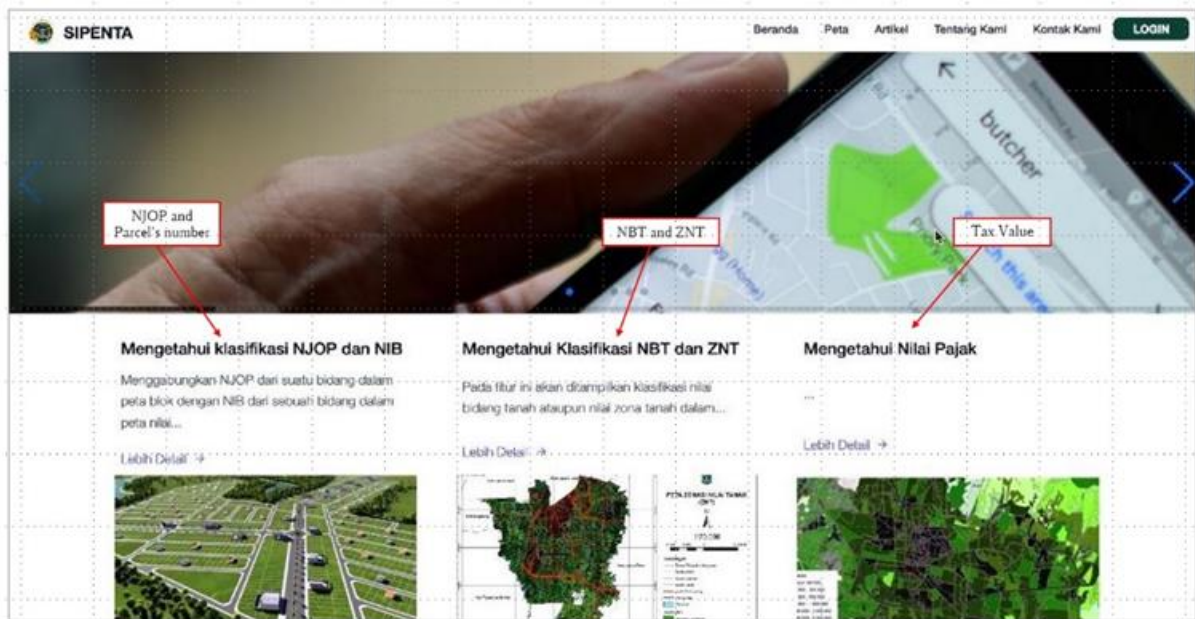 SIPENTA
Beranda Peta Artikel Tentang Kami Kontak Kami LOGIN
butcher
NJOP and
Parcel's number
NBT and ZNT
Tax Value
(Home)
this area
Mengetahui klasifikasi NJOP dan NIB
Menggabungkan NJOP dari suatu bidang dalam
peta blok dengan NIB dari sebuah bidang dalam
peta nilai...
Lebih Detail →
Mengetahui Klasifikasi NBT dan ZNT
Pada fitur ini akan ditampilkan klasifikasi nilai
bidang tanah ataupun nilai zona tanah dalam...
Lebih Detail →
Mengetahui Nilai Pajak
...
Lebih Detail →